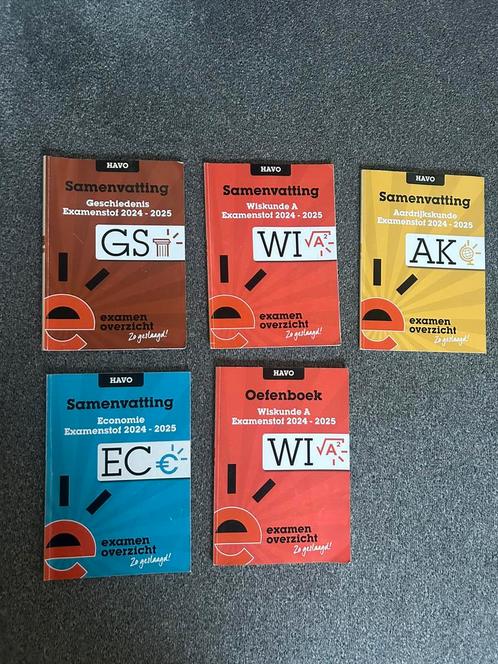 HAVO
Samenvatting
Geschiedenis
Examenstof 2024 - 2025
GS
examen
overzicht
Zo geslaagd!
HAVO
Samenvatting
Wiskunde A
Examenstof 2024 - 2025
WI √A²
examen
overzicht
Zo geslaagd!
HAVO
Samenvatting
Aardrijkskunde
Examenstof 2024 - 2025
AK
examen
overzicht
Zo geslaagd!
HAVO
Samenvatting
Economie
Examenstof 2024 - 2025
EC €
examen
overzicht
Zo geslaagd!
HAVO
Oefenboek
Wiskunde A
Examenstof 2024 - 2025
WI √A²
examen
overzicht
Zo geslaagd!